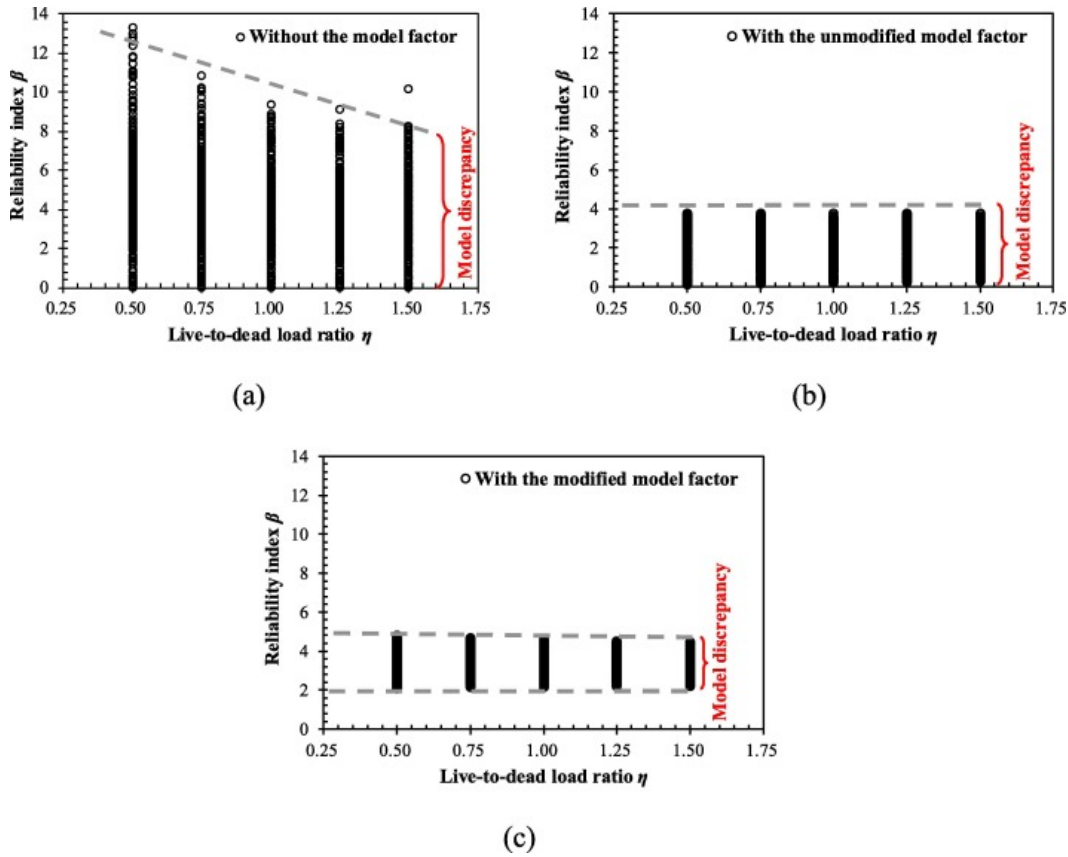 14
12
10
8
6
4
2
0
Reliability index β
Without the model factor
Model discrepancy
0.25 0.50 0.75 1.00 1.25 1.50 1.75
Live-to-dead load ratio η
(a)
14
12
10
8
6
4
2
0
Reliability index β
With the unmodified model factor
Model discrepancy
0.25 0.50 0.75 1.00 1.25 1.50 1.75
Live-to-dead load ratio η
(b)
14
12
10
8
6
4
2
0
Reliability index β
With the modified model factor
Model discrepancy
0.25 0.50 0.75 1.00 1.25 1.50 1.75
Live-to-dead load ratio η
(c)